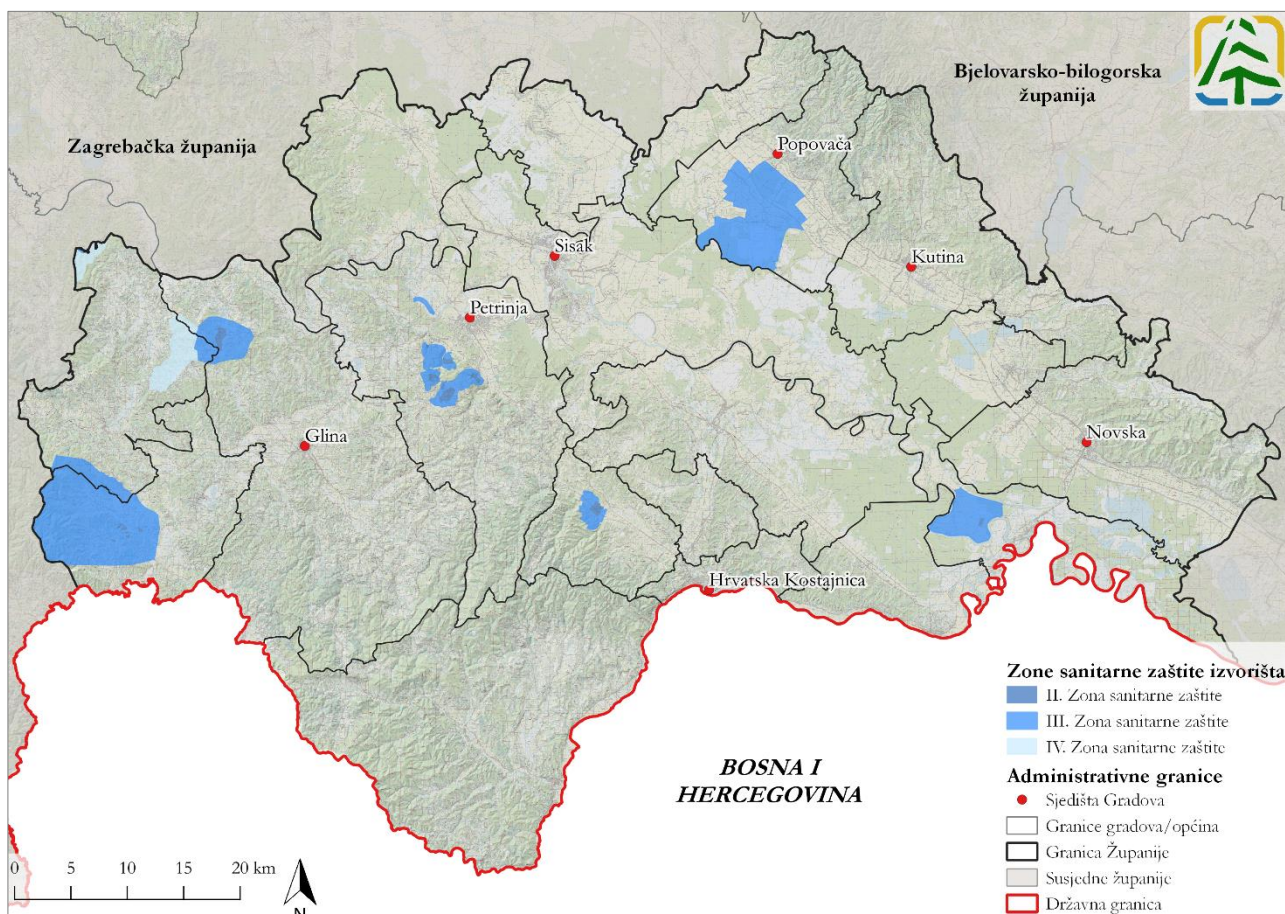 Bjelovarsko-bilogorska
županija
Zagrebačka županija
Popovača
Sisak
Kutina
Petrinja
Glina
Novska
Hrvatska Kostajnica
BOSNA I
HERCEGOVINA
Zone sanitarne zaštite izvorišta
II. Zona sanitarne zaštite
III. Zona sanitarne zaštite
IV. Zona sanitarne zaštite
Administrativne granice
Sjedišta Gradova
Granice gradova/općina
Granica Županije
Susjedne županije
Državna granica
0 5 10 15 20 km
N